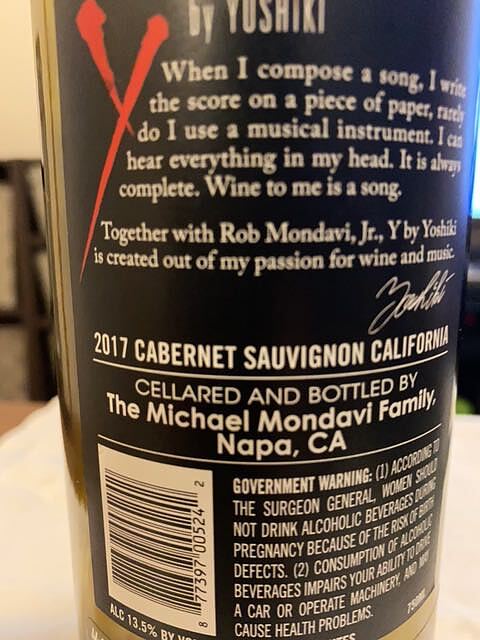 by YOSHIKI
Y
When I compose a song, I write
the score on a piece of paper, rarely
do I use a musical instrument. I can
hear everything in my head. It is always
complete. Wine to me is a song.
Together with Rob Mondavi, Jr., Y by Yoshiki
is created out of my passion for wine and music.
Yoshiki
2017 CABERNET SAUVIGNON CALIFORNIA
CELLARED AND BOTTLED BY
The Michael Mondavi Family,
Napa, CA
GOVERNMENT WARNING: (1) ACCORDING TO
THE SURGEON GENERAL, WOMEN SHOULD
NOT DRINK ALCOHOLIC BEVERAGES DURING
PREGNANCY BECAUSE OF THE RISK OF BIRTH
DEFECTS. (2) CONSUMPTION OF ALCOHOLIC
BEVERAGES IMPAIRS YOUR ABILITY TO DRIVE
A CAR OR OPERATE MACHINERY, AND MAY
CAUSE HEALTH PROBLEMS.
750ML
8 77397 00524 2
ALC 13.5% BY